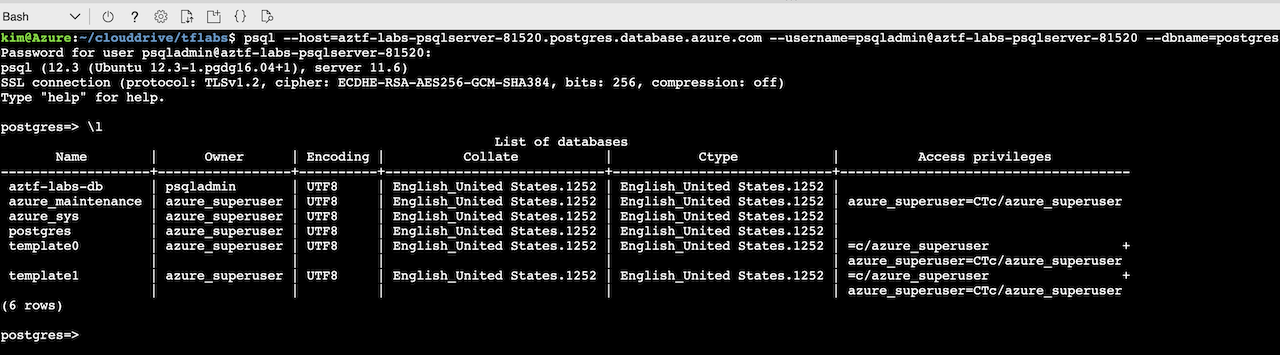 Bash
kim@Azure:~/clouddrive/tflabs$ psql --host=aztf-labs-psqlserver-81520.postgres.database.azure.com --username=psqladmin@aztf-labs-psqlserver-81520 --dbname=postgres
Password for user psqladmin@aztf-labs-psqlserver-81520:
psql (12.3 (Ubuntu 12.3-1.pgdg16.04+1), server 11.6)
SSL connection (protocol: TLSv1.2, cipher: ECDHE-RSA-AES256-GCM-SHA384, bits: 256, compression: off)
Type "help" for help.
postgres=> \l
List of databases
Name | Owner | Encoding | Collate | Ctype | Access privileges
------------------+-----------------+----------+----------------------------+----------------------------+-------------------------------------
aztf-labs-db | psqladmin | UTF8 | English_United States.1252 | English_United States.1252 |
azure_maintenance | azure_superuser | UTF8 | English_United States.1252 | English_United States.1252 | azure_superuser=CTc/azure_superuser
azure_sys | azure_superuser | UTF8 | English_United States.1252 | English_United States.1252 |
postgres | azure_superuser | UTF8 | English_United States.1252 | English_United States.1252 |
template0 | azure_superuser | UTF8 | English_United States.1252 | English_United States.1252 | =c/azure_superuser +
| | | | | azure_superuser=CTc/azure_superuser
template1 | azure_superuser | UTF8 | English_United States.1252 | English_United States.1252 | =c/azure_superuser +
| | | | | azure_superuser=CTc/azure_superuser
(6 rows)
postgres=>